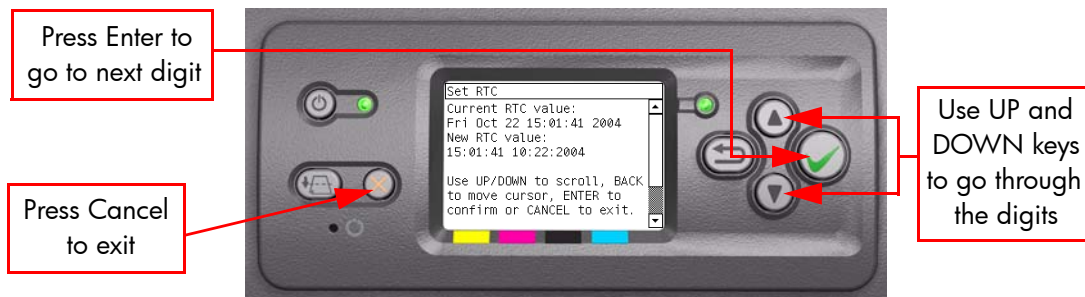 Press Enter to
go to next digit
Set RTC
Current RTC value:
Fri Oct 22 15:01:41 2004
New RTC value:
15:01:41 10:22:2004
Use UP/DOWN to scroll, BACK
to move cursor, ENTER to
confirm or CANCEL to exit.
Press Cancel
to exit
Use UP and
DOWN keys
to go through
the digits